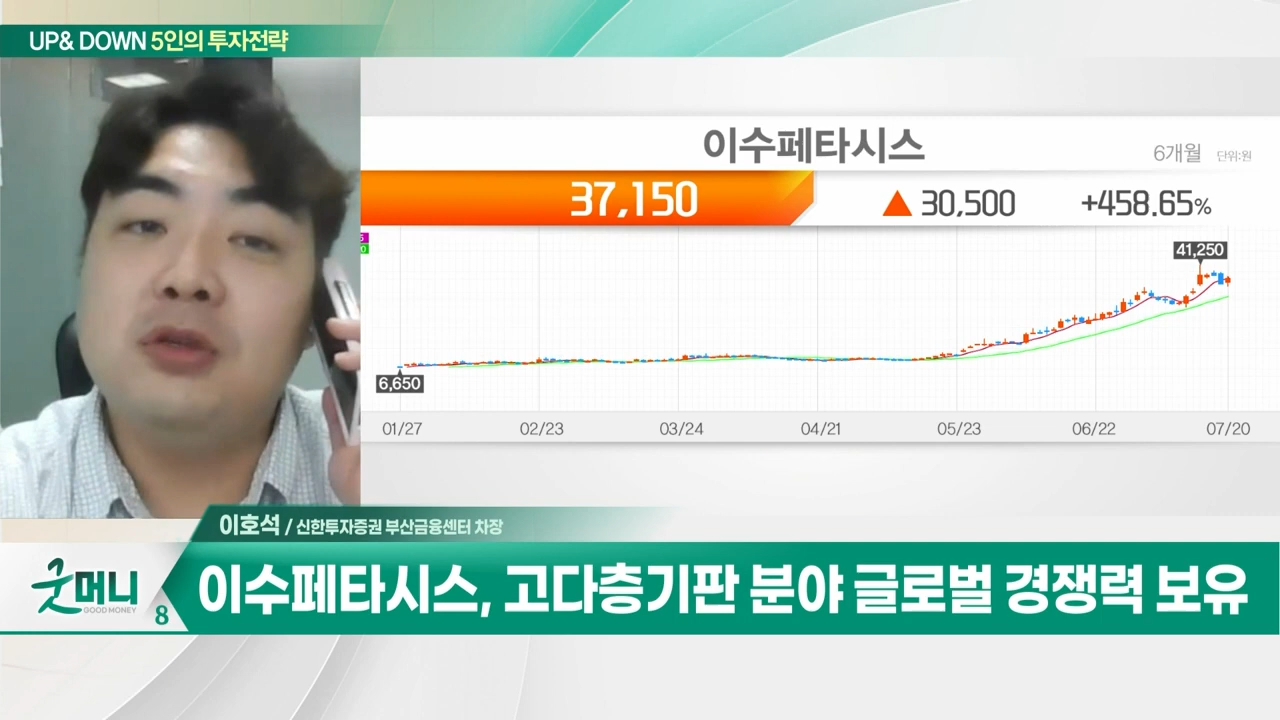 UP& DOWN 5인의 투자전략
이수페타시스
6개월 단위:원
37,150 ▲ 30,500 +458.65%
41,250
6,650
01/27 02/23 03/24 04/21 05/23 06/22 07/20
이호석 / 신한투자증권 부산금융센터 차장
굿머니
GOOD MONEY
8
이수페타시스, 고다층기판 분야 글로벌 경쟁력 보유